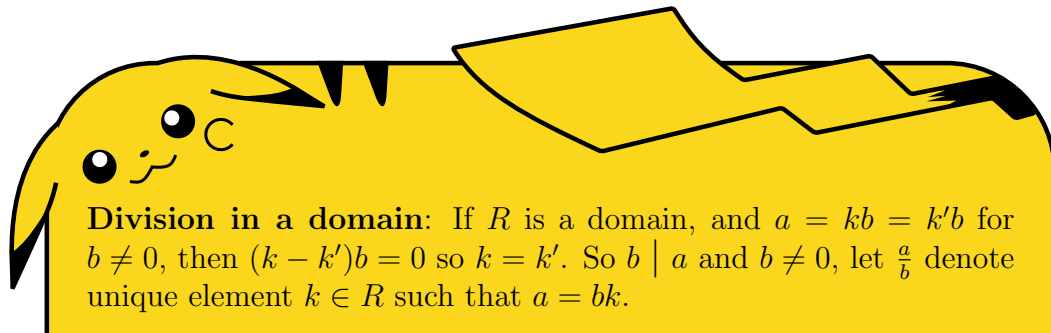 Division in a domain: If R is a domain, and a = kb = k′b for
b ≠ 0, then (k − k′)b = 0 so k = k′. So b | a and b ≠ 0, let a/b denote
unique element k ∈ R such that a = bk.